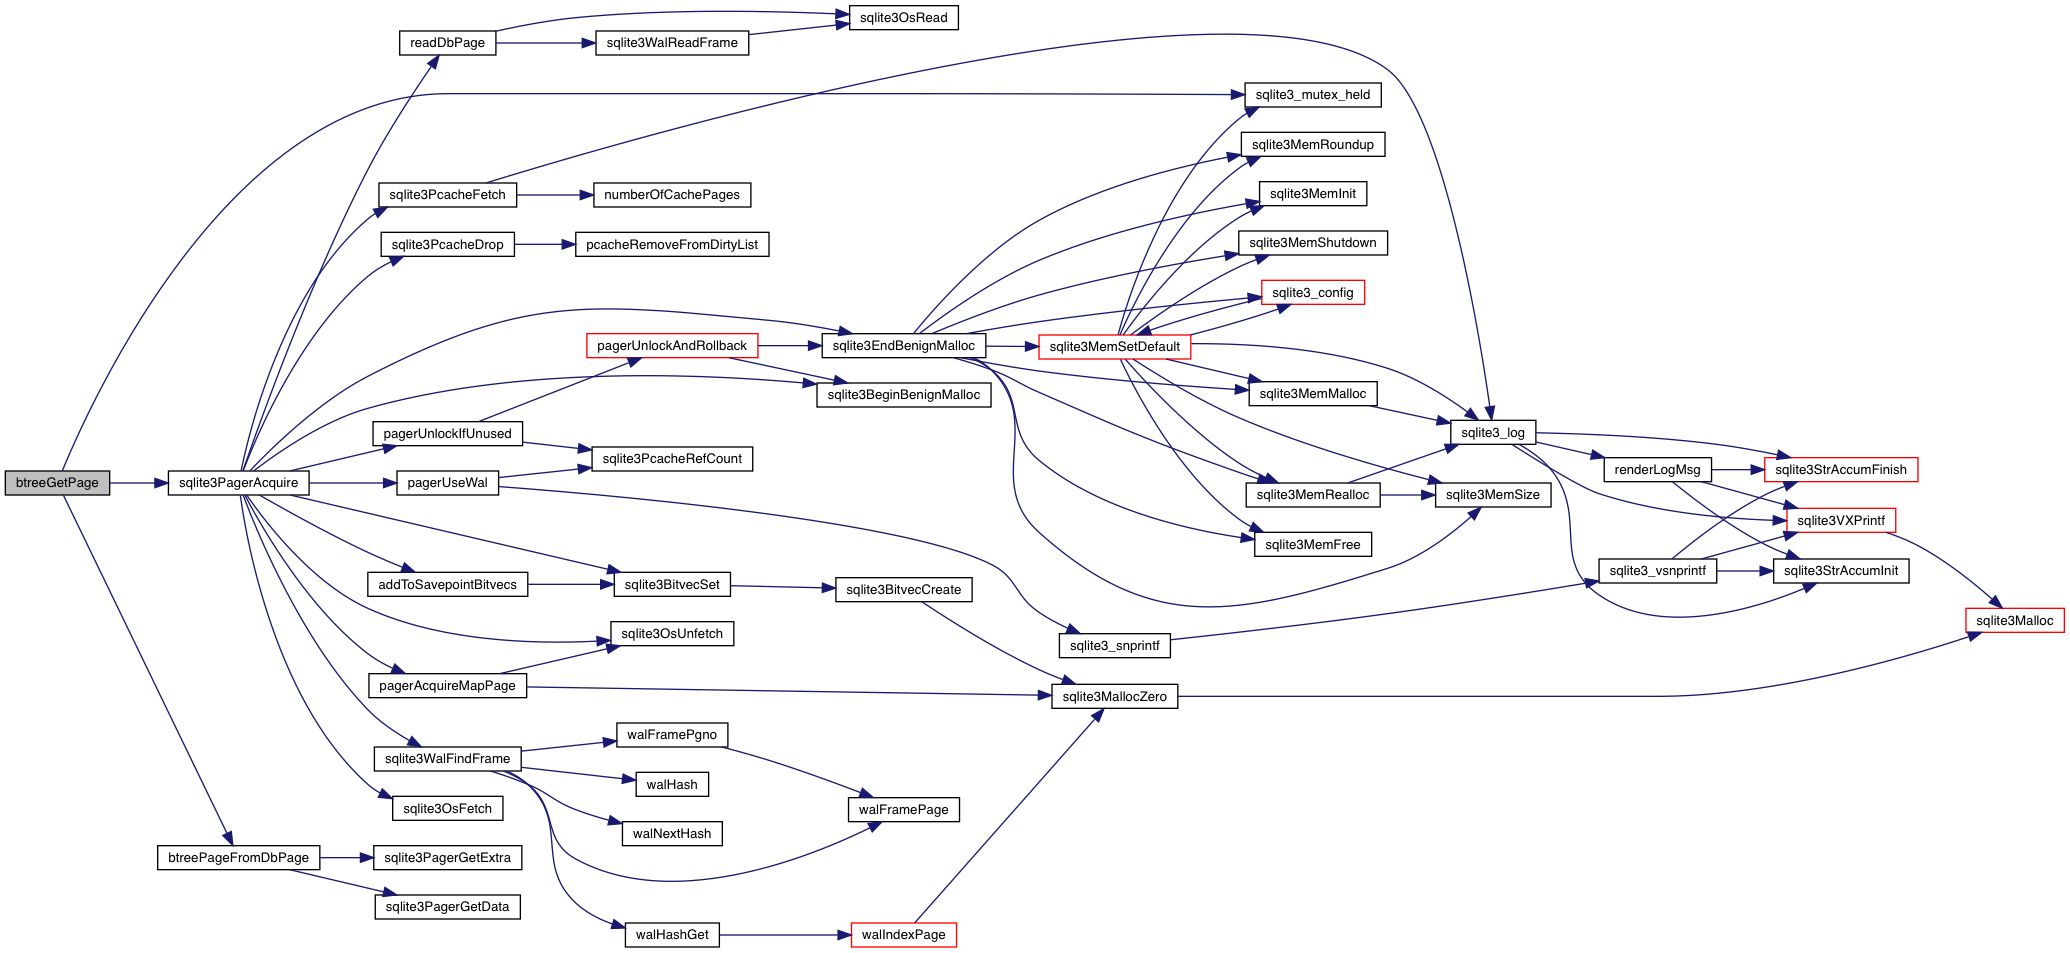 btreeGetPage
sqlite3PagerAcquire
btreePageFromDbPage
readDbPage
sqlite3PcacheFetch
sqlite3PcacheDrop
pagerUnlockIfUnused
pagerUseWal
addToSavepointBitvecs
pagerAcquireMapPage
sqlite3WalFindFrame
sqlite3OsFetch
sqlite3PagerGetExtra
sqlite3PagerGetData
sqlite3WalReadFrame
numberOfCachePages
pcacheRemoveFromDirtyList
pagerUnlockAndRollback
sqlite3PcacheRefCount
sqlite3BitvecSet
sqlite3OsUnfetch
walFramePgno
walHash
walNextHash
walHashGet
sqlite3OsRead
sqlite3EndBenignMalloc
sqlite3BeginBenignMalloc
sqlite3BitvecCreate
walFramePage
walIndexPage
sqlite3MemSetDefault
sqlite3_snprintf
sqlite3MallocZero
sqlite3_mutex_held
sqlite3MemRoundup
sqlite3MemInit
sqlite3MemShutdown
sqlite3_config
sqlite3MemMalloc
sqlite3MemRealloc
sqlite3MemFree
sqlite3_log
sqlite3MemSize
renderLogMsg
sqlite3_vsnprintf
sqlite3StrAccumFinish
sqlite3VXPrintf
sqlite3StrAccumInit
sqlite3Malloc